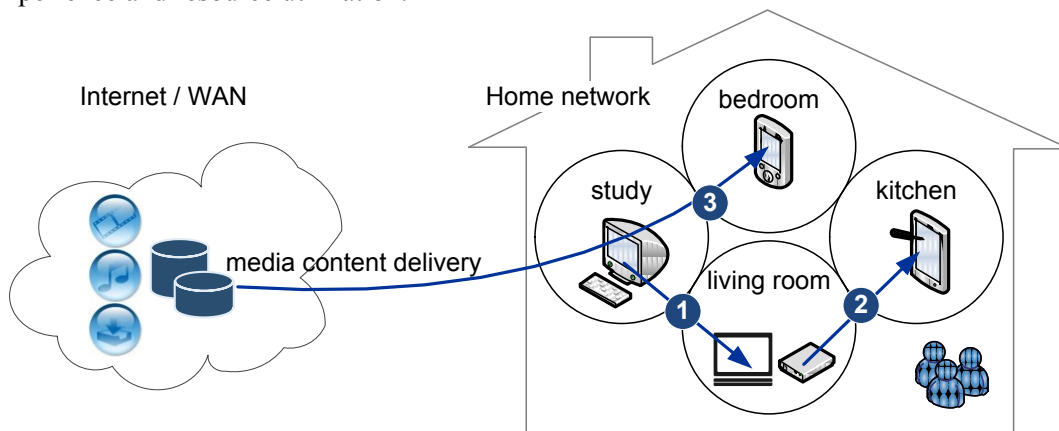 Internet / WAN
Home network
bedroom
study
3
kitchen
media content delivery
living room
1
2